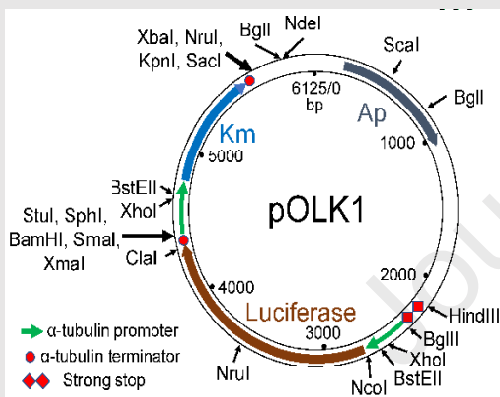 XbaI, NruI,
KpnI, SacI
BglI
NdeI
ScaI
BglI
6125/0
bp
Ap
1000
Km
5000
BstEII
XhoI
pOLK1
StuI, SphI,
BamHI, SmaI,
XmaI
ClaI
4000
2000
Luciferase
3000
HindIII
BglII
XhoI
BstEII
NcoI
NruI
α-tubulin promoter
α-tubulin terminator
Strong stop